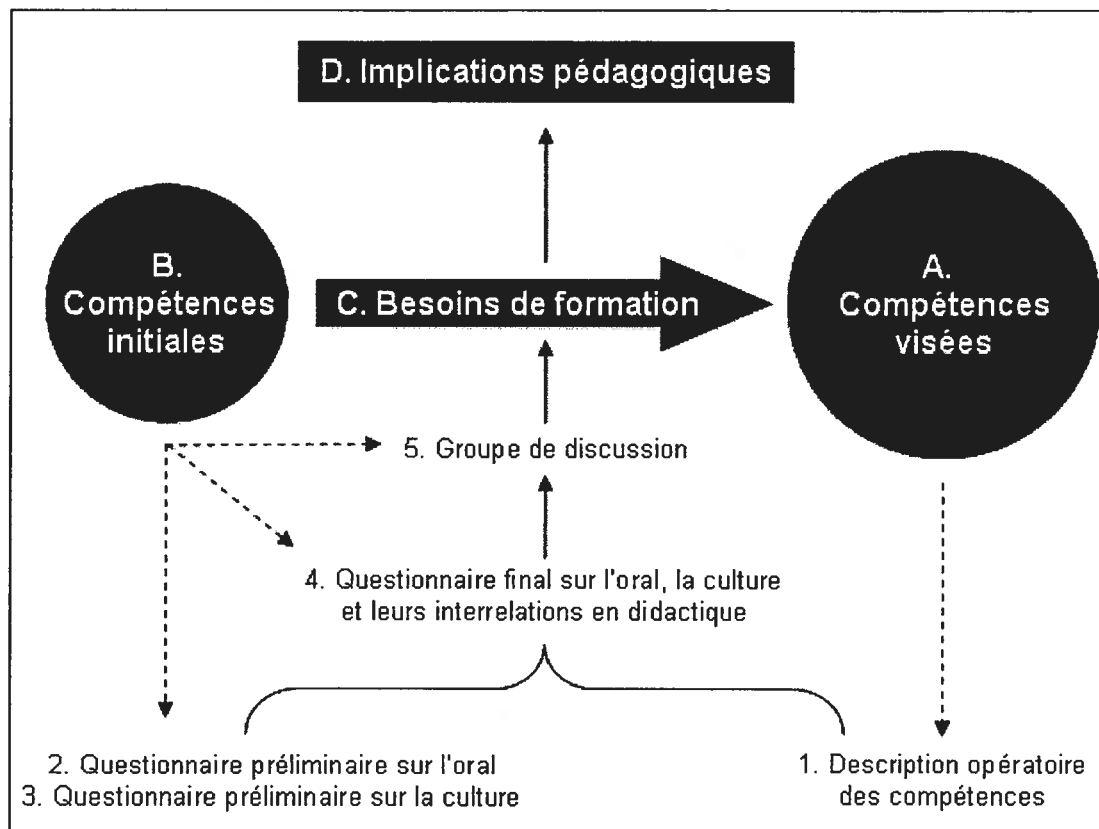 D. Implications pédagogiques
B.
Compétences
initiales
C. Besoins de formation
A.
Compétences
visées
5. Groupe de discussion
4. Questionnaire final sur l'oral, la culture
et leurs interrelations en didactique
2. Questionnaire préliminaire sur l'oral
3. Questionnaire préliminaire sur la culture
1. Description opératoire
des compétences